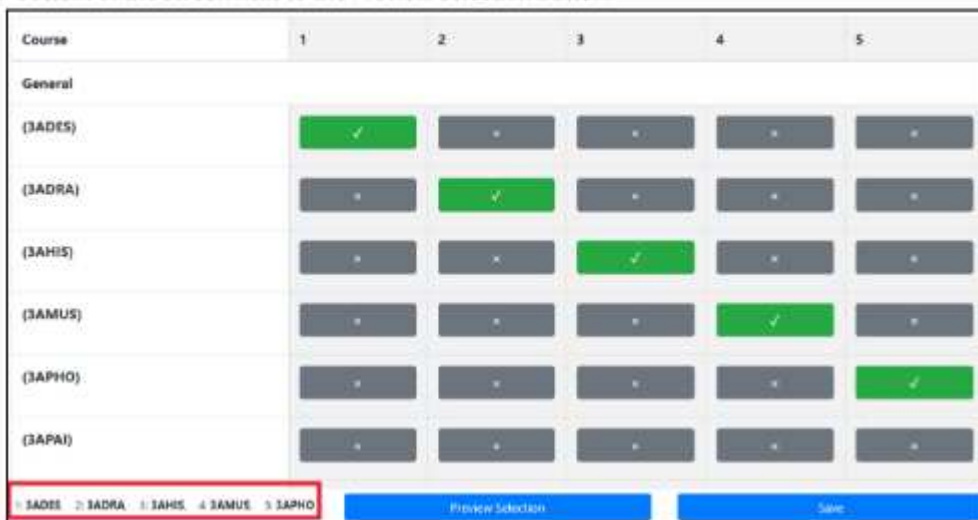 Course 1 2 3 4 5
General
(3ADES) ✓ × × × ×
(3ADRA) × ✓ × × ×
(3AHIS) × × ✓ × ×
(3AMUS) × × × ✓ ×
(3APHO) × × × × ✓
(3APAI) × × × × ×
1: 3ADES 2: 3ADRA 3: 3AHIS 4: 3AMUS 5: 3APHO Preview Selection Save